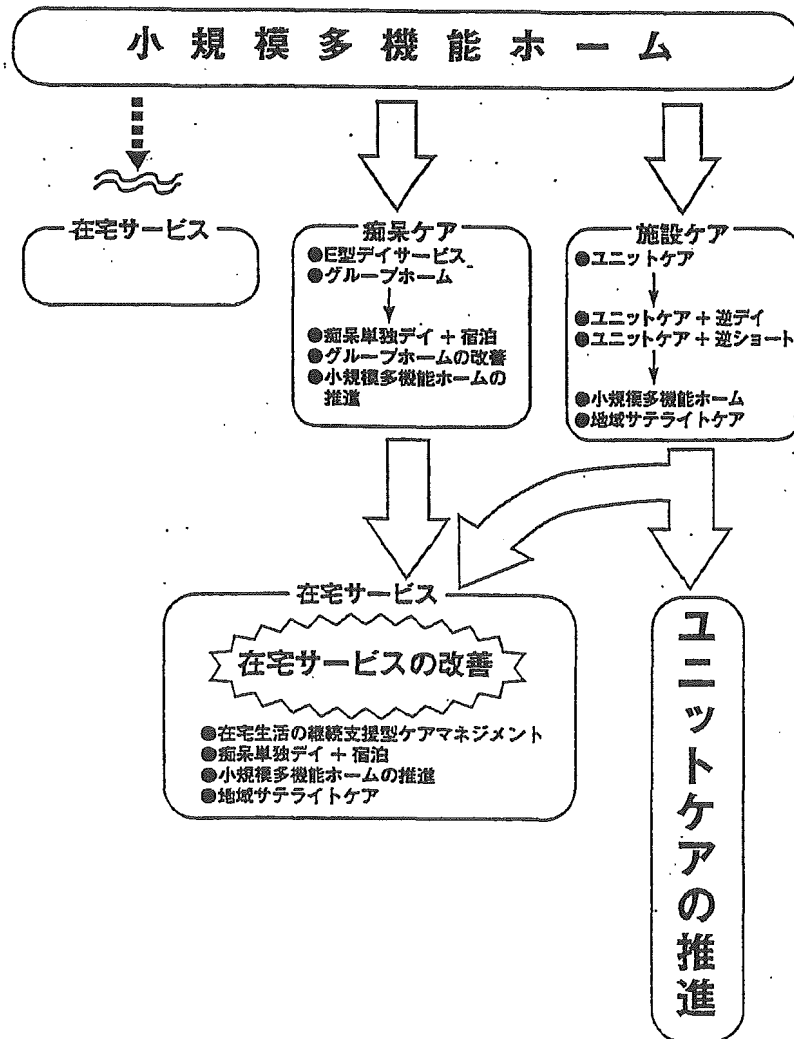 小規模多機能ホーム
在宅サービス
痴呆ケア
●E型デイサービス
●グループホーム
●痴呆単独デイ + 宿泊
●グループホームの改善
●小規模多機能ホームの
推進
施設ケア
●ユニットケア
●ユニットケア + 逆デイ
●ユニットケア + 逆ショート
●小規模多機能ホーム
●地域サテライトケア
在宅サービス
在宅サービスの改善
●在宅生活の継続支援型ケアマネジメント
●痴呆単独デイ + 宿泊
●小規模多機能ホームの推進
●地域サテライトケア
ユニットケアの推進